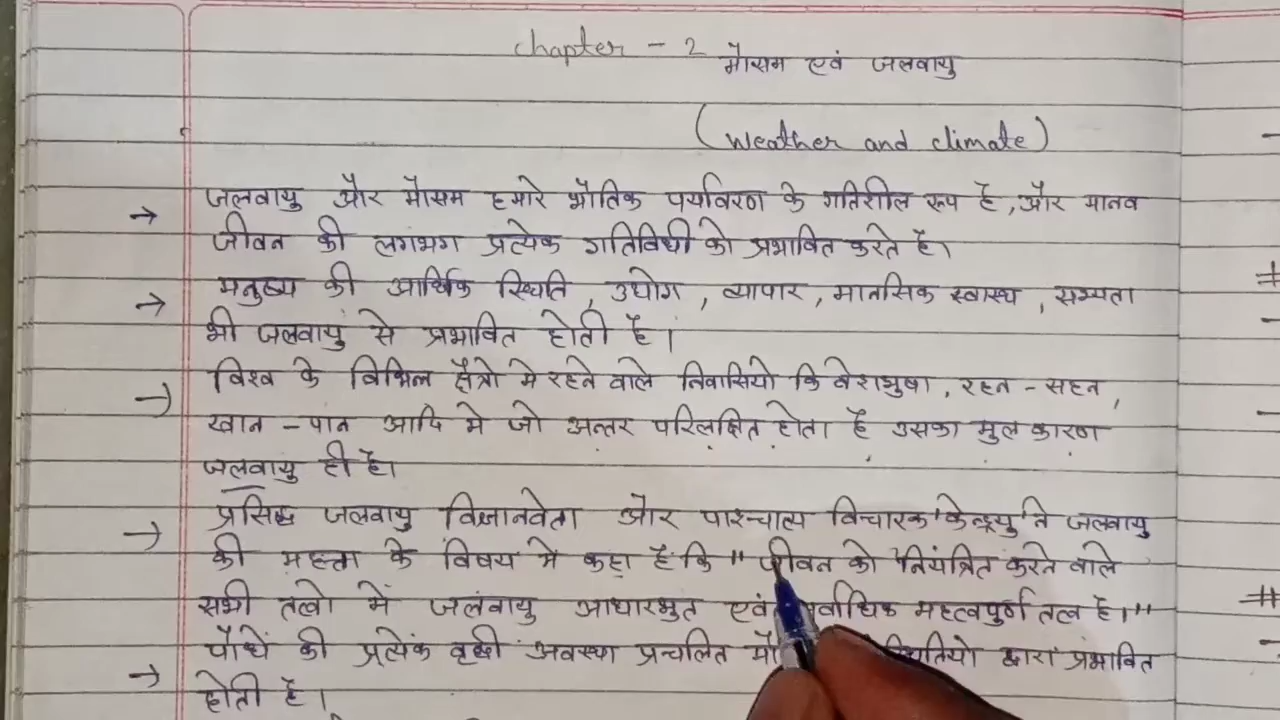 Chapter - 2 मौसम एवं जलवायु
(Weather and climate)
→ जलवायु और मौसम हमारे भौतिक पर्यावरण के गतिशील रूप है, और मानव
जीवन की लगभग प्रत्येक गतिविधी को प्रभावित करते है।
→ मनुष्य की आर्थिक स्थिति, उधोग, व्यापार, मानसिक स्वास्थ, सभ्यता
भी जलवायु से प्रभावित होती है।
→ विश्व के विभिन्न क्षेत्रो मे रहने वाले निवासियो कि वेशभुषा, रहन-सहन,
खान-पान आदि मे जो अन्तर परिलक्षित होता है उसका मुल कारण
जलवायु ही है।
→ प्रसिद्ध जलवायु विज्ञानवेता और पाश्चात्य विचारक 'केन्द्रयु' ने जलवायु
की महत्ता के विषय मे कहा है कि "जीवन को नियंत्रित करने वाले
सभी तत्वो में जलवायु आधारभुत एवं र्वाधिक महत्वपुर्ण तत्व है।"
→ पौधें की प्रत्येक वृद्धी अवस्था प्रचलित मौ थितियो द्वारा प्रभावित
होती है।